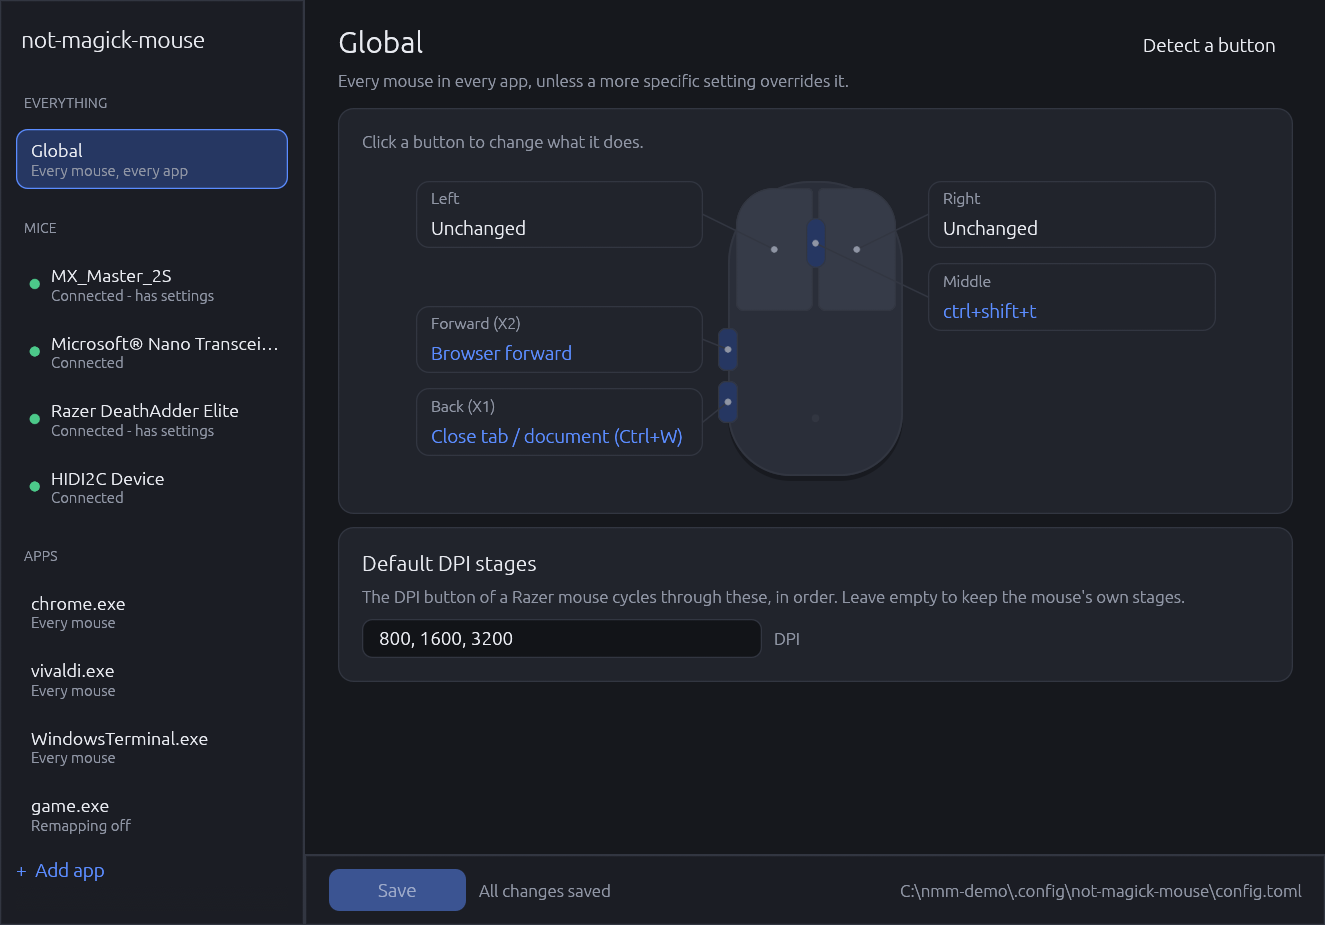 not-magick-mouse
EVERYTHING
Global
Every mouse, every app
MICE
MX_Master_2S
Connected - has settings
Microsoft® Nano Transcei...
Connected
Razer DeathAdder Elite
Connected - has settings
HIDI2C Device
Connected
APPS
chrome.exe
Every mouse
vivaldi.exe
Every mouse
WindowsTerminal.exe
Every mouse
game.exe
Remapping off
+ Add app
Global
Detect a button
Every mouse in every app, unless a more specific setting overrides it.
Click a button to change what it does.
Left
Unchanged
Right
Unchanged
Middle
ctrl+shift+t
Forward (X2)
Browser forward
Back (X1)
Close tab / document (Ctrl+W)
Default DPI stages
The DPI button of a Razer mouse cycles through these, in order. Leave empty to keep the mouse's own stages.
800, 1600, 3200
DPI
Save
All changes saved
C:\nmm-demo\.config\not-magick-mouse\config.toml